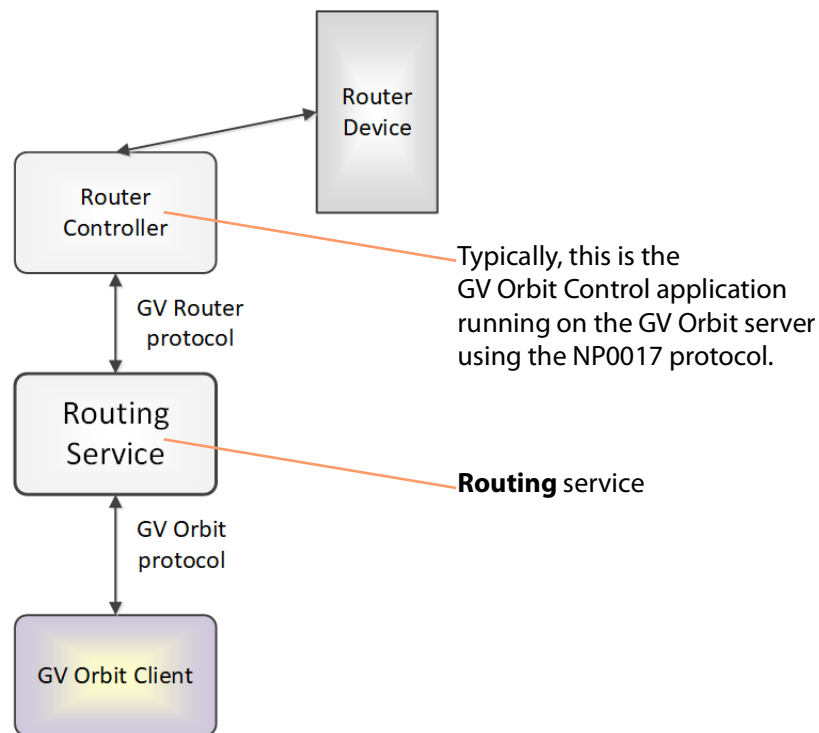 Router
Device
Router
Controller
Typically, this is the
GV Orbit Control application
running on the GV Orbit server
using the NP0017 protocol.
GV Router
protocol
Routing
Service
Routing service
GV Orbit
protocol
GV Orbit Client